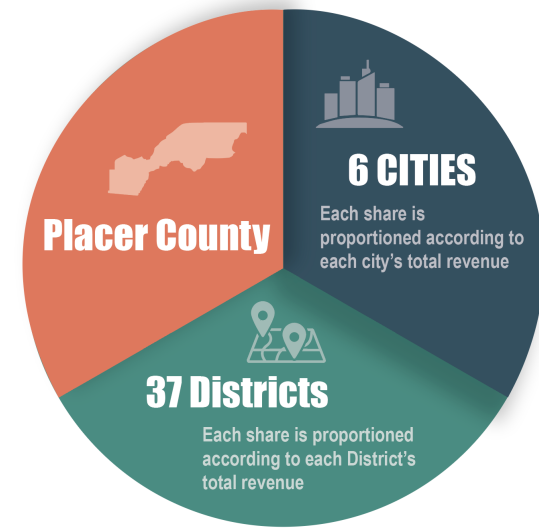 Placer County
6 CITIES
Each share is
proportioned according to
each city's total revenue
37 Districts
Each share is proportioned
according to each District's
total revenue